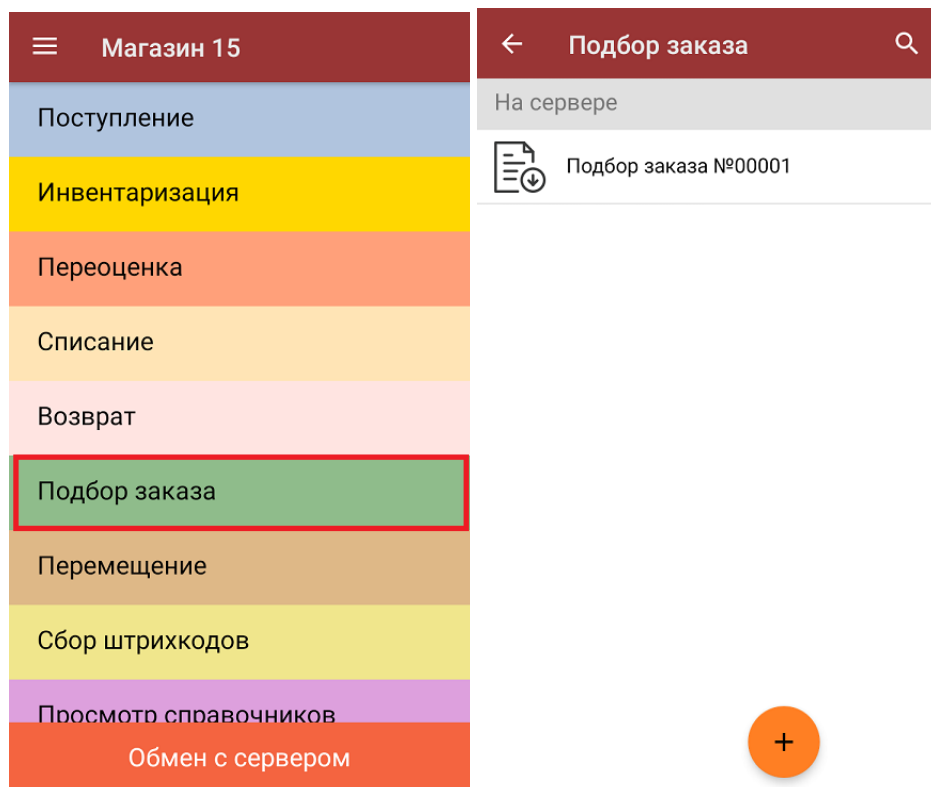 Магазин 15
Поступление
Инвентаризация
Переоценка
Списание
Возврат
Подбор заказа
Перемещение
Сбор штрихкодов
Просмотр справочников
Обмен с сервером
Подбор заказа
На сервере
Подбор заказа №00001
+